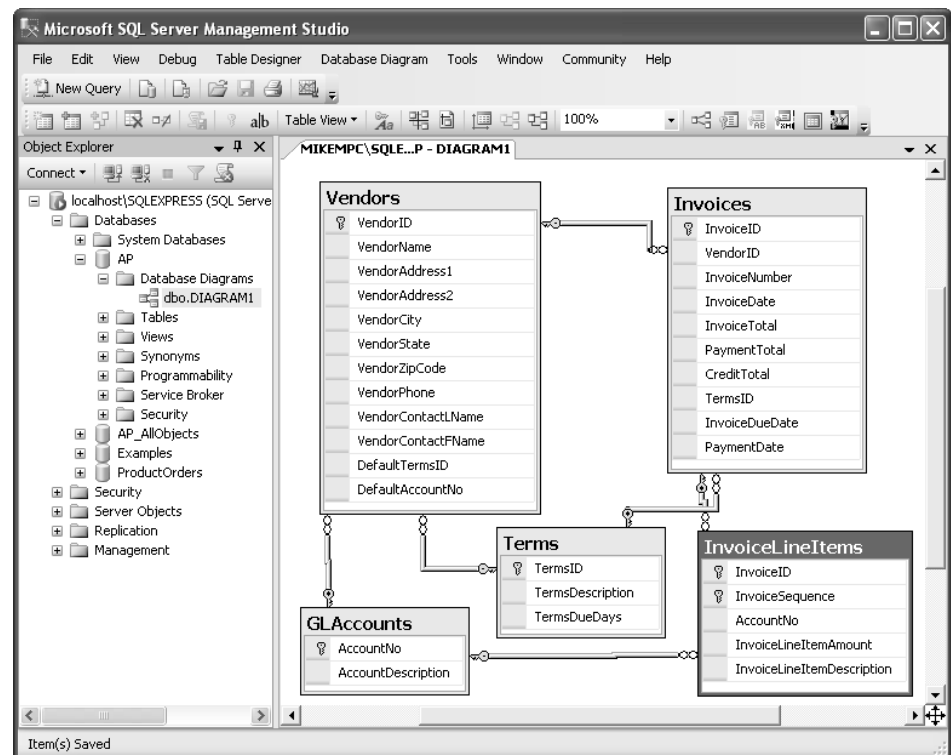 Microsoft SQL Server Management Studio
File Edit View Debug Table Designer Database Diagram Tools Window Community Help
New Query
Table View 100%
Object Explorer
Connect
localhost\SQLEXPRESS (SQL Serve
Databases
System Databases
AP
Database Diagrams
dbo.DIAGRAM1
Tables
Views
Synonyms
Programmability
Service Broker
Security
AP_AllObjects
Examples
ProductOrders
Security
Server Objects
Replication
Management
MIKEMPC\SQLE...P - DIAGRAM1
Vendors
VendorID
VendorName
VendorAddress1
VendorAddress2
VendorCity
VendorState
VendorZipCode
VendorPhone
VendorContactLName
VendorContactFName
DefaultTermsID
DefaultAccountNo
Invoices
InvoiceID
VendorID
InvoiceNumber
InvoiceDate
InvoiceTotal
PaymentTotal
CreditTotal
TermsID
InvoiceDueDate
PaymentDate
Terms
TermsID
TermsDescription
TermsDueDays
InvoiceLineItems
InvoiceID
InvoiceSequence
AccountNo
InvoiceLineItemAmount
InvoiceLineItemDescription
GLAccounts
AccountNo
AccountDescription
Item(s) Saved